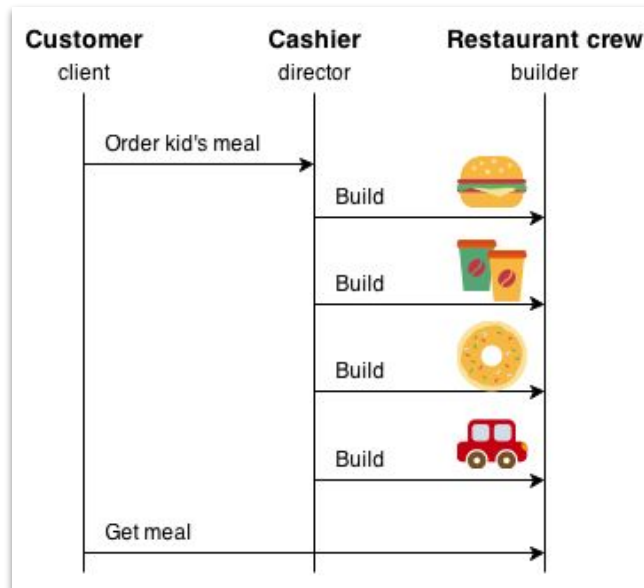 Customer Cashier Restaurant crew
client director builder
Order kid's meal
Build
Build
Build
Build
Get meal